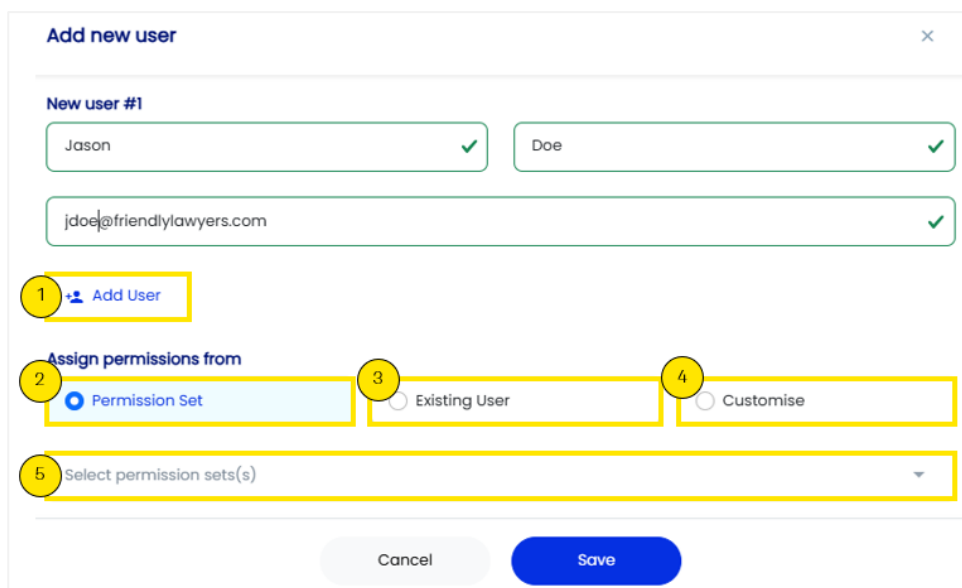 Add new user
New user #1
Jason Doe
jdoe@friendlylawyers.com
1 Add User
Assign permissions from
2 Permission Set 3 Existing User 4 Customise
5 Select permission sets(s)
Cancel Save